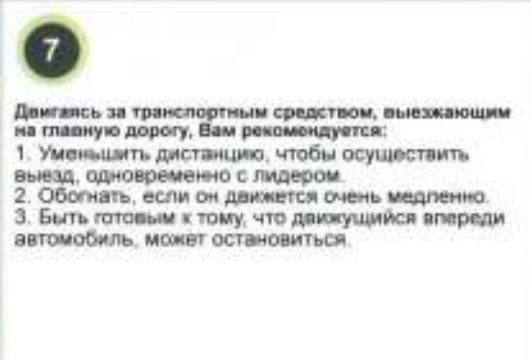 7
Двигаясь за транспортным средством, выезжающим
на главную дорогу, Вам рекомендуется:
1. Уменьшить дистанцию, чтобы осуществить
выезд, одновременно с лидером.
2. Обогнать, если он движется очень медленно.
3. Быть готовым к тому, что движущийся впереди
автомобиль, может остановиться.